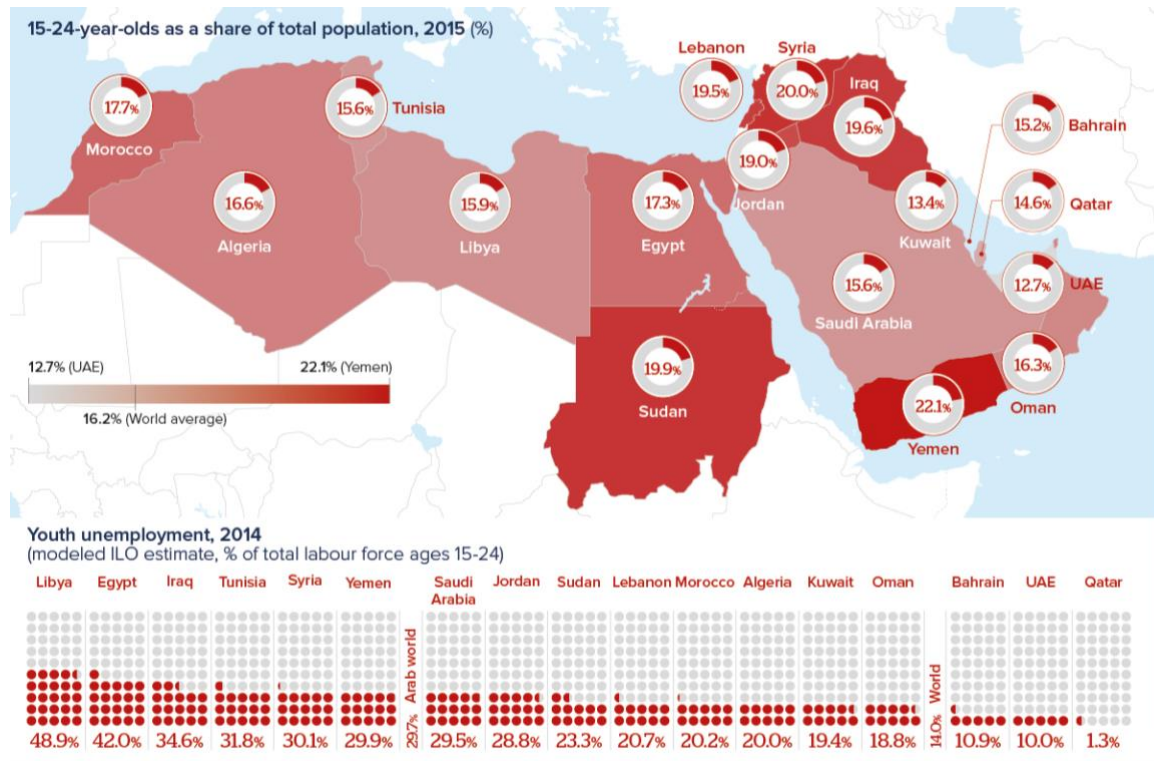 15-24-year-olds as a share of total population, 2015 (%)
Lebanon
19.5%
Syria
20.0%
Iraq
19.6%
17.7%
Morocco
15.6%
Tunisia
15.2%
Bahrain
19.0%
Jordan
16.6%
Algeria
15.9%
Libya
17.3%
Egypt
13.4%
Kuwait
14.6%
Qatar
15.6%
Saudi Arabia
12.7%
UAE
19.9%
Sudan
16.3%
Oman
22.1%
Yemen
12.7% (UAE)
22.1% (Yemen)
16.2% (World average)
Youth unemployment, 2014
(modeled ILO estimate, % of total labour force ages 15-24)
Libya
48.9%
Egypt
42.0%
Iraq
34.6%
Tunisia
31.8%
Syria
30.1%
Yemen
29.9%
29.7% Arab world
Saudi
Arabia
29.5%
Jordan
28.8%
Sudan
23.3%
Lebanon
20.7%
Morocco
20.2%
Algeria
20.0%
Kuwait
19.4%
Oman
18.8%
14.0% World
Bahrain
10.9%
UAE
10.0%
Qatar
1.3%